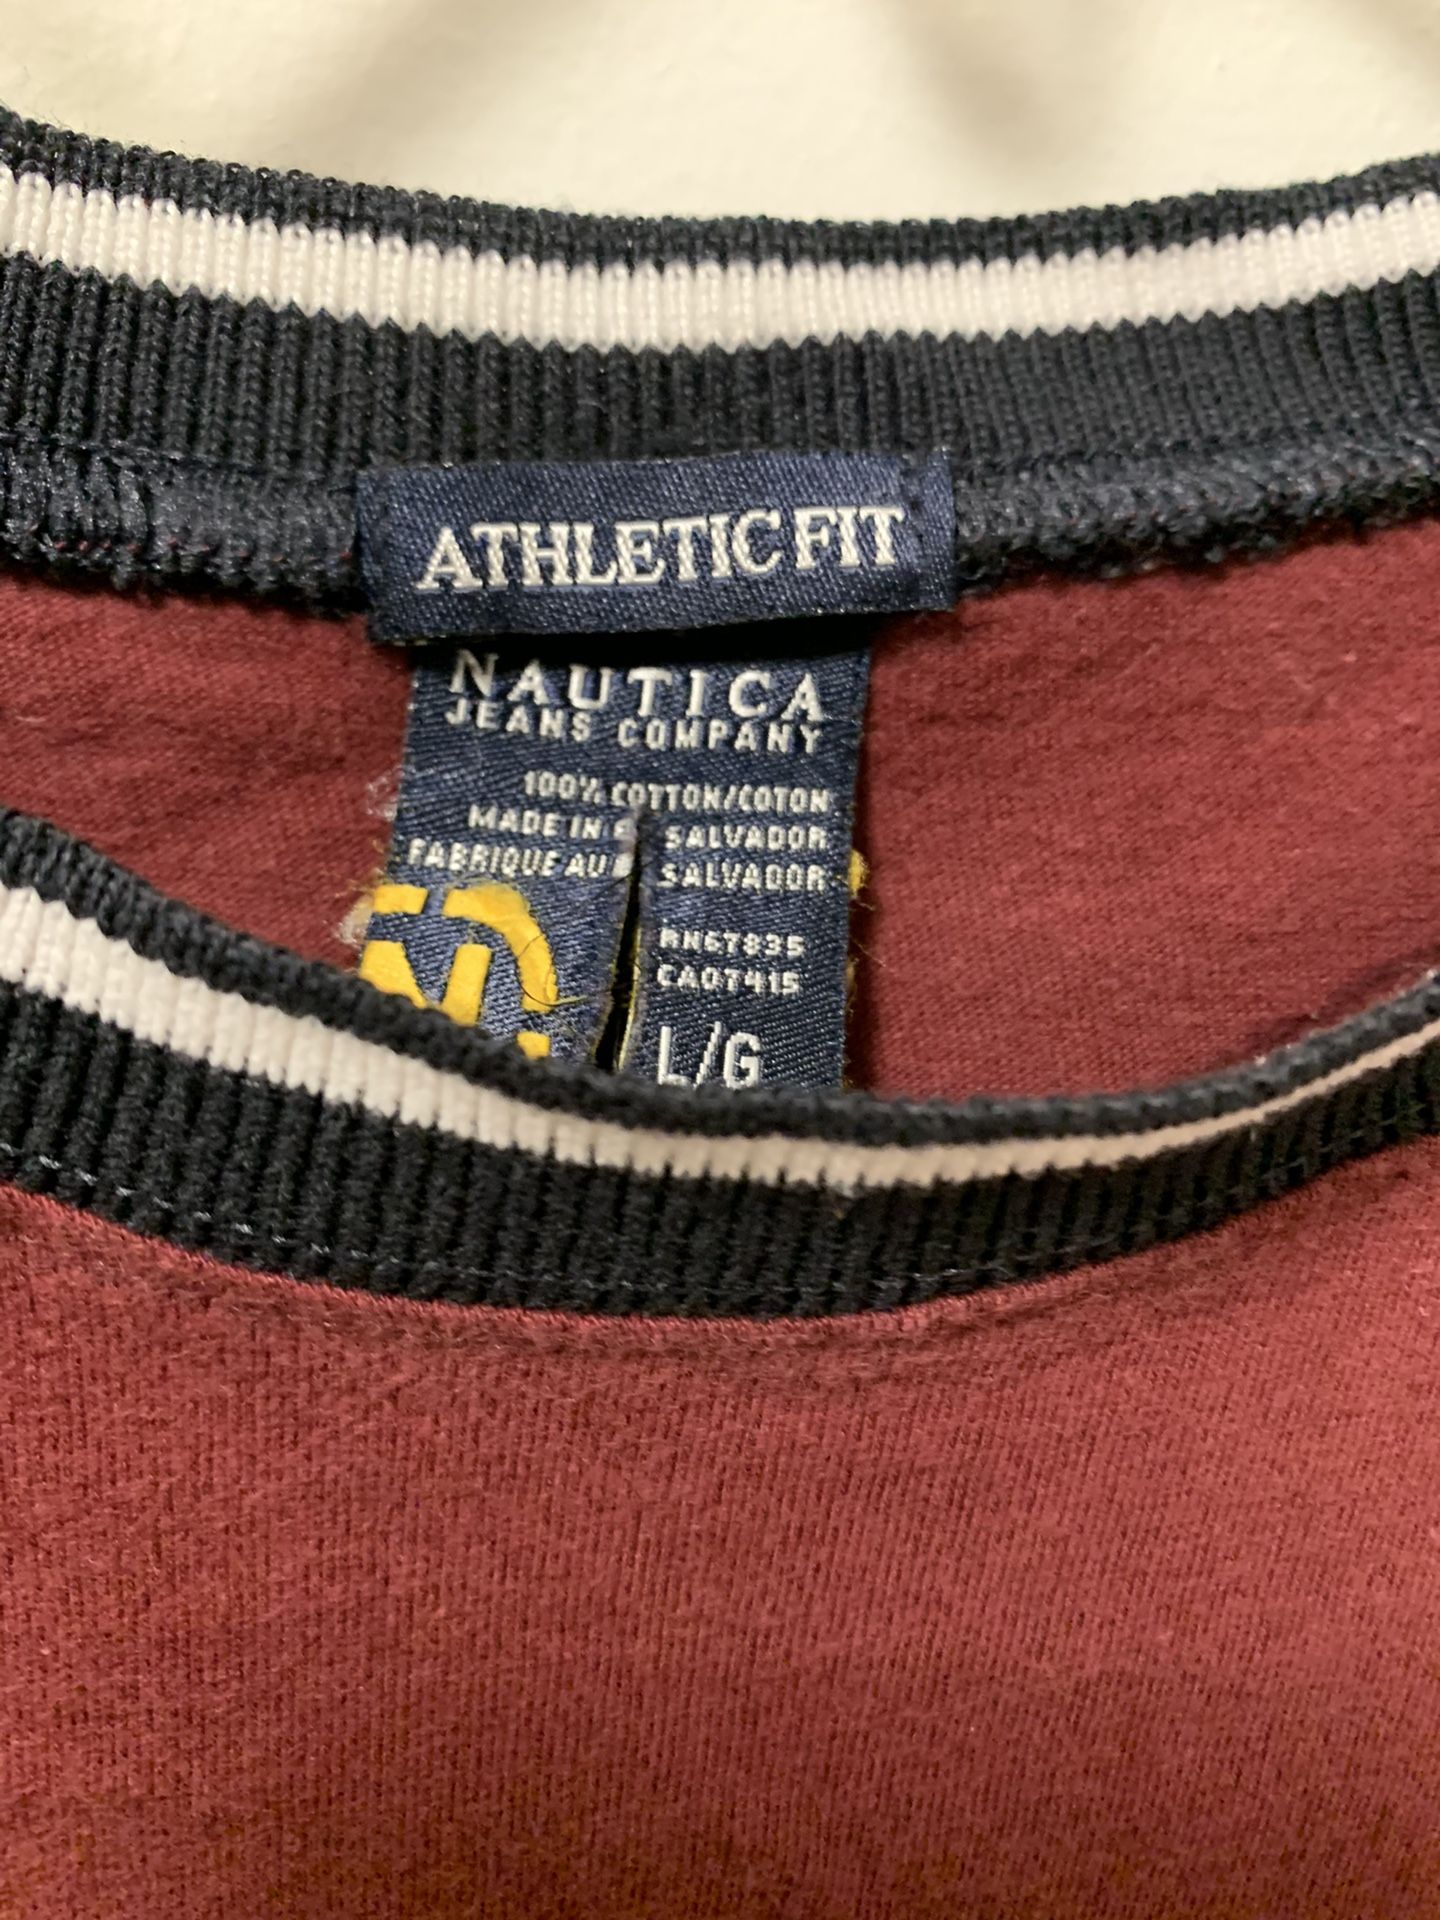 ATHLETIC FIT
NAUTICA
JEANS COMPANY
100% COTTON/COTON
MADE IN SALVADOR
FABRIQUE AU SALVADOR
RN67835
CA07415
L/G